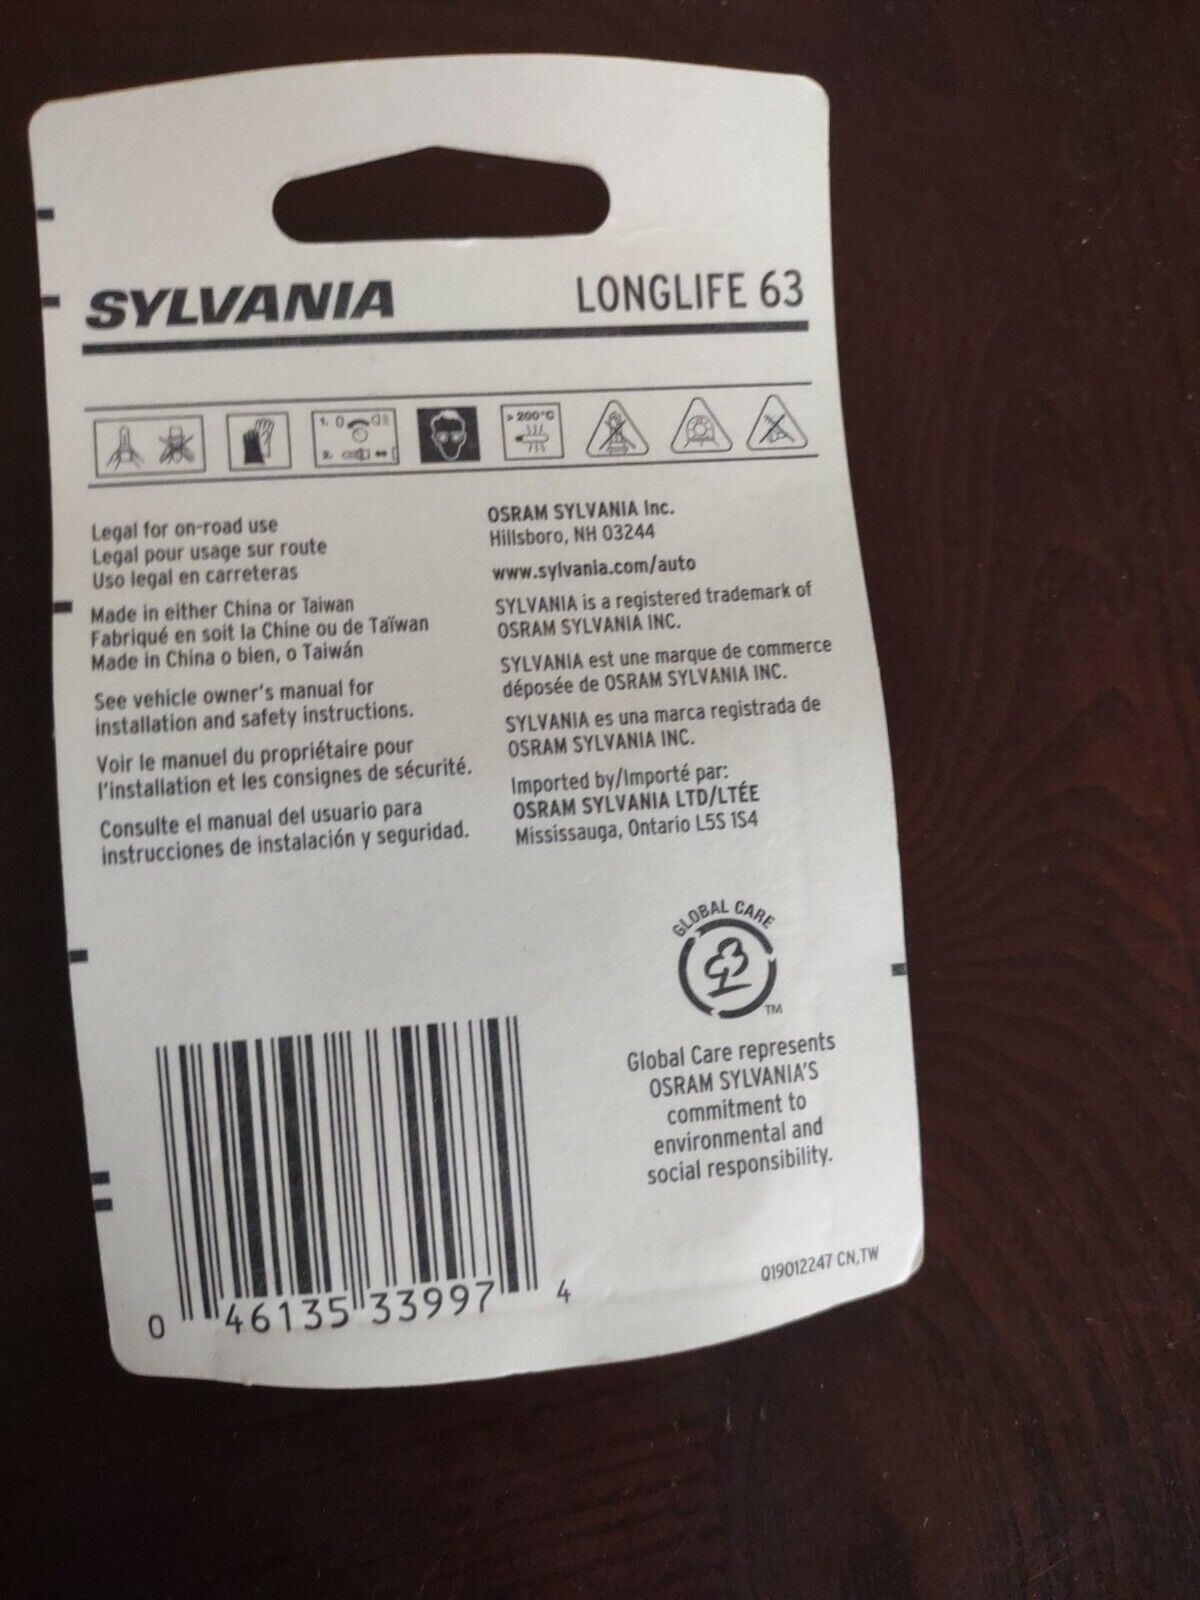 SYLVANIA LONGLIFE 63
1. 0
2.
> 200°C
Legal for on-road use
Legal pour usage sur route
Uso legal en carreteras
Made in either China or Taiwan
Fabriqué en soit la Chine ou de Taïwan
Made in China o bien, o Taiwán
See vehicle owner's manual for
installation and safety instructions.
Voir le manuel du propriétaire pour
l'installation et les consignes de sécurité.
Consulte el manual del usuario para
instrucciones de instalación y seguridad.
OSRAM SYLVANIA Inc.
Hillsboro, NH 03244
www.sylvania.com/auto
SYLVANIA is a registered trademark of
OSRAM SYLVANIA INC.
SYLVANIA est une marque de commerce
déposée de OSRAM SYLVANIA INC.
SYLVANIA es una marca registrada de
OSRAM SYLVANIA INC.
Imported by/Importé par:
OSRAM SYLVANIA LTD/LTÉE
Mississauga, Ontario L5S 1S4
GLOBAL CARE
TM
Global Care represents
OSRAM SYLVANIA'S
commitment to
environmental and
social responsibility.
019012247 CN,TW
0 46135 33997 4